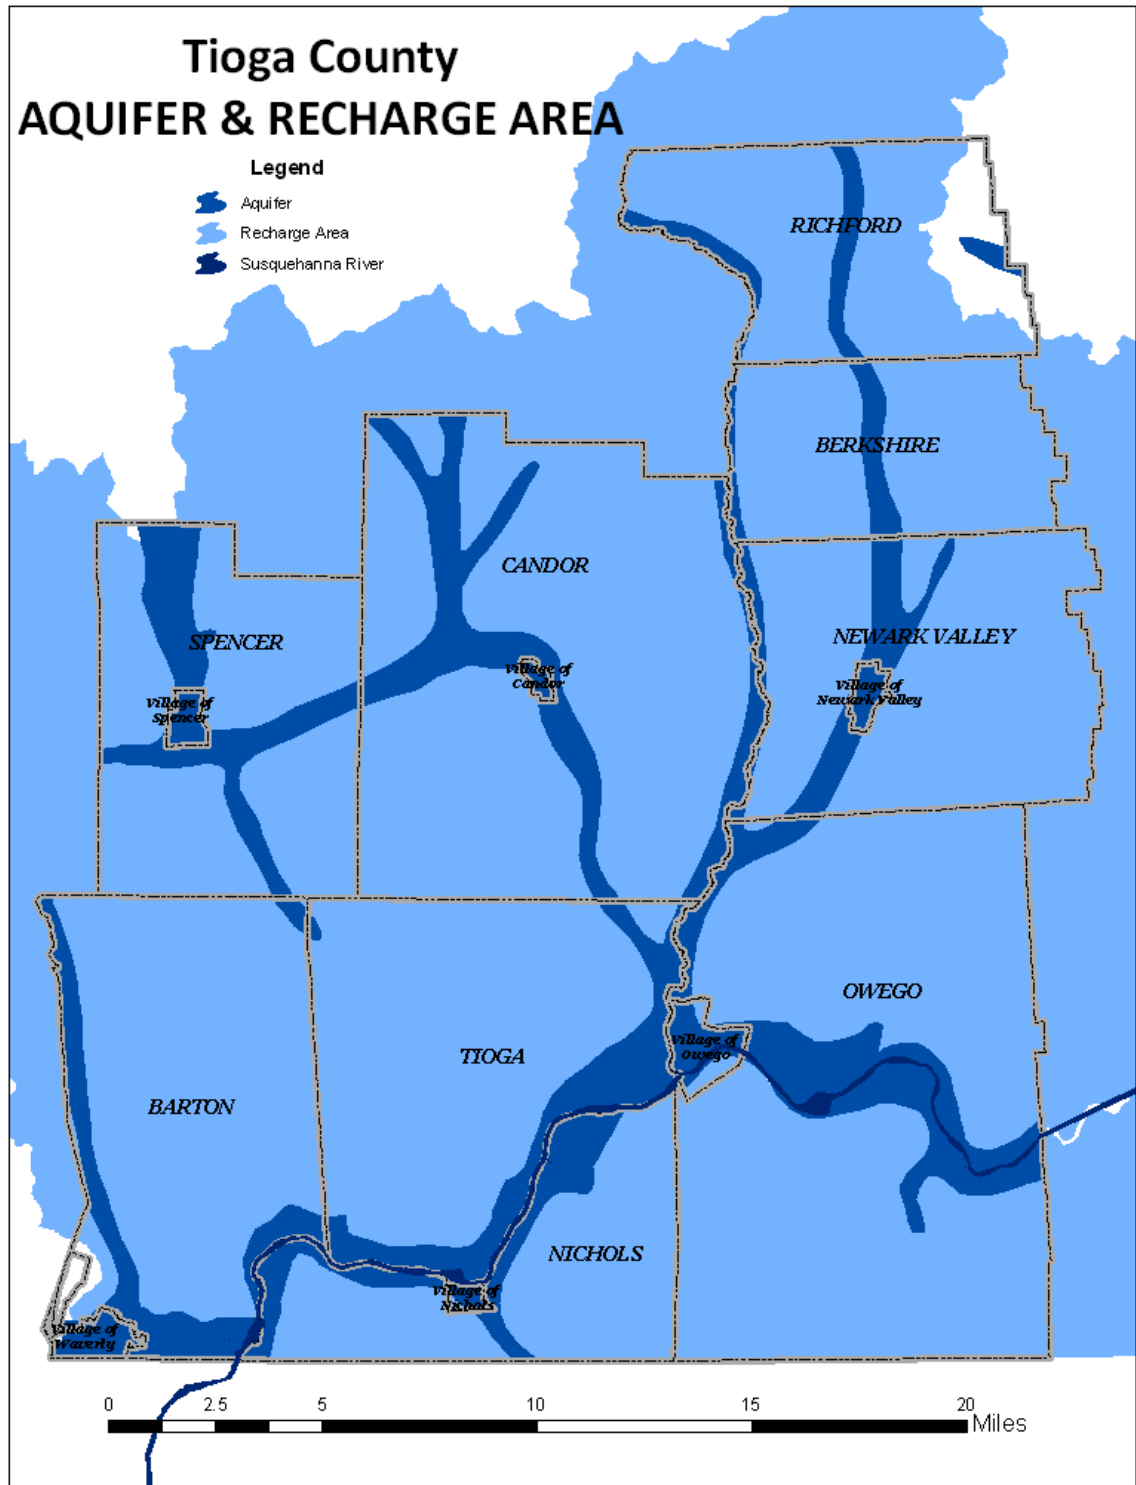 Tioga County
AQUIFER & RECHARGE AREA
Legend
Aquifer
Recharge Area
Susquehanna River
RICHFORD
BERKSHIRE
CANDOR
SPENCER
NEWARK VALLEY
Village of
Candor
Village of
Newark Valley
Village of
Spencer
OWEGO
Village of
Owego
TIOGA
BARTON
NICHOLS
Village of
Nichols
Village of
Waverly
0 2.5 5 10 15 20
Miles